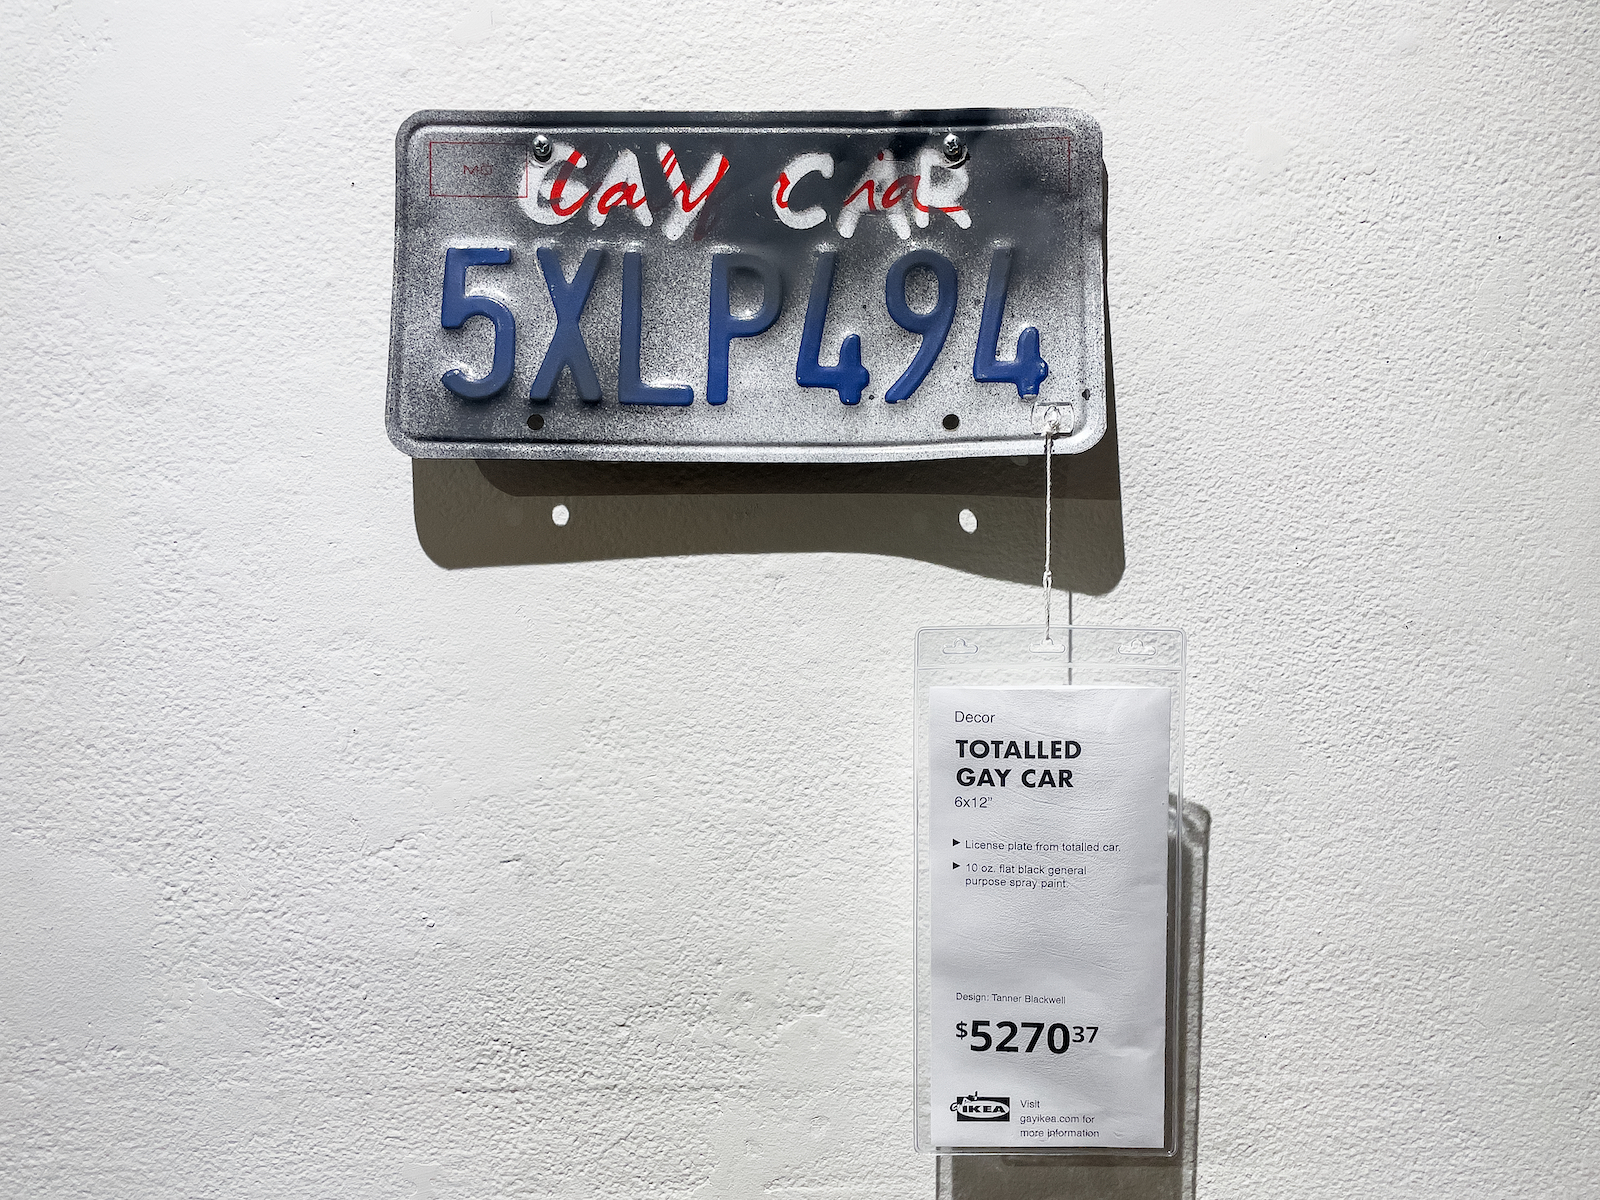 MO
GAY CAR
5XLP494
Decor
TOTALLED
GAY CAR
6x12"
▶ License plate from totalled car.
▶ 10 oz. flat black general
purpose spray paint.
Design: Tanner Blackwell
$5270 37
GAY IKEA
Visit
gayikea.com for
more information